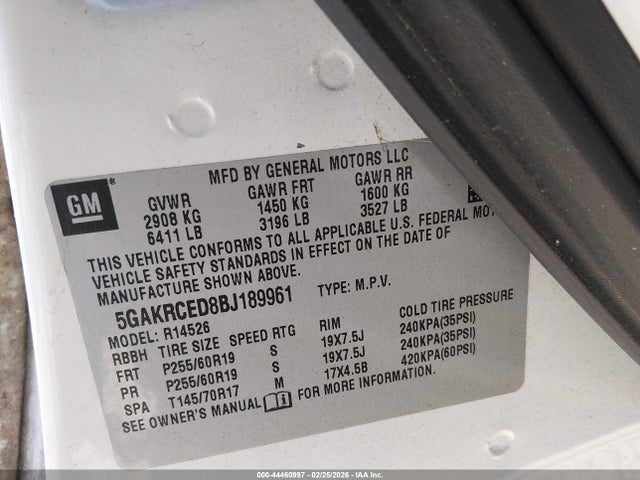 MFD BY GENERAL MOTORS LLC
GM®
GVWR GAWR FRT GAWR RR
2908 KG 1450 KG 1600 KG
6411 LB 3196 LB 3527 LB
THIS VEHICLE CONFORMS TO ALL APPLICABLE U.S. FEDERAL MOT
VEHICLE SAFETY STANDARDS IN EFFECT ON THE DATE OF
MANUFACTURE SHOWN ABOVE.
5GAKRCED8BJ189961 TYPE: M.P.V.
MODEL: R14526
RBBH TIRE SIZE SPEED RTG RIM COLD TIRE PRESSURE
FRT P255/60R19 S 19X7.5J 240KPA(35PSI)
PR P255/60R19 S 19X7.5J 240KPA(35PSI)
SPA T145/70R17 M 17X4.5B 420KPA(60PSI)
SEE OWNER'S MANUAL i FOR MORE INFORMATION.
000-44460997 - 02/25/2026 - IAAI, Inc.